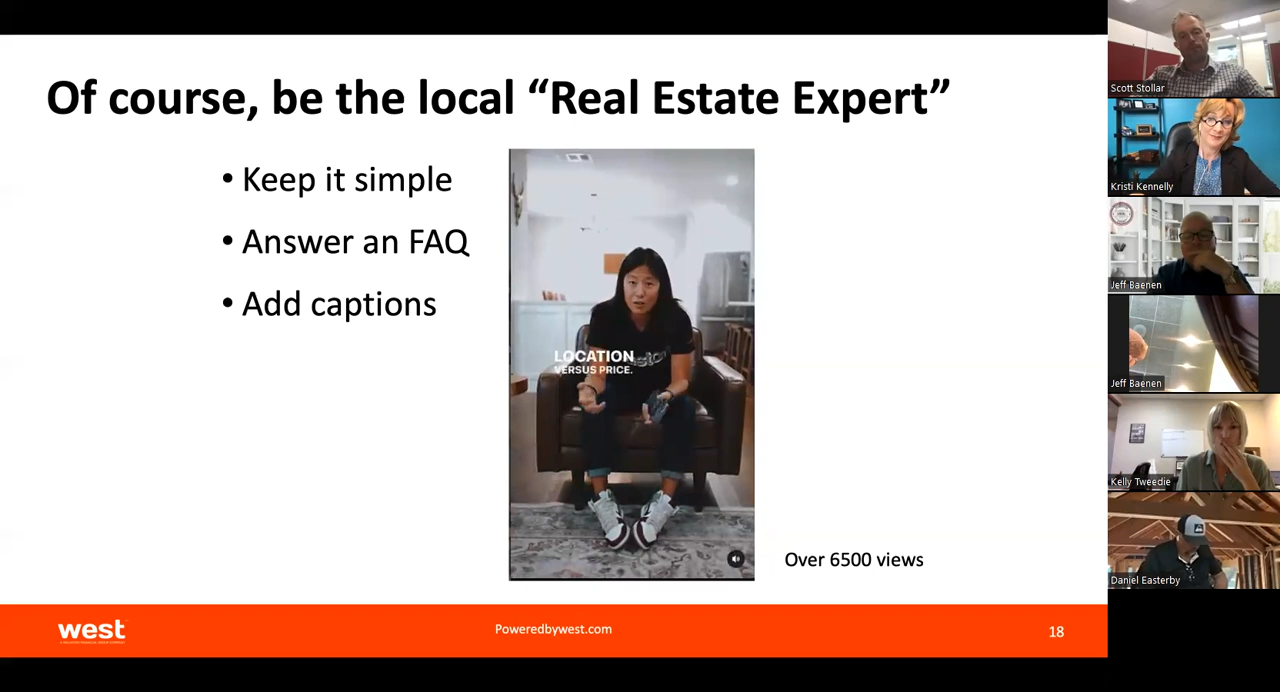 Of course, be the local “Real Estate Expert”
• Keep it simple
• Answer an FAQ
• Add captions
LOCATION
VERSUS PRICE.
Over 6500 views
west
Poweredbywest.com
18
Scott Stollar
Kristi Kennelly
Jeff Baenen
Jeff Baenen
Kelly Tweedie
Daniel Easterby